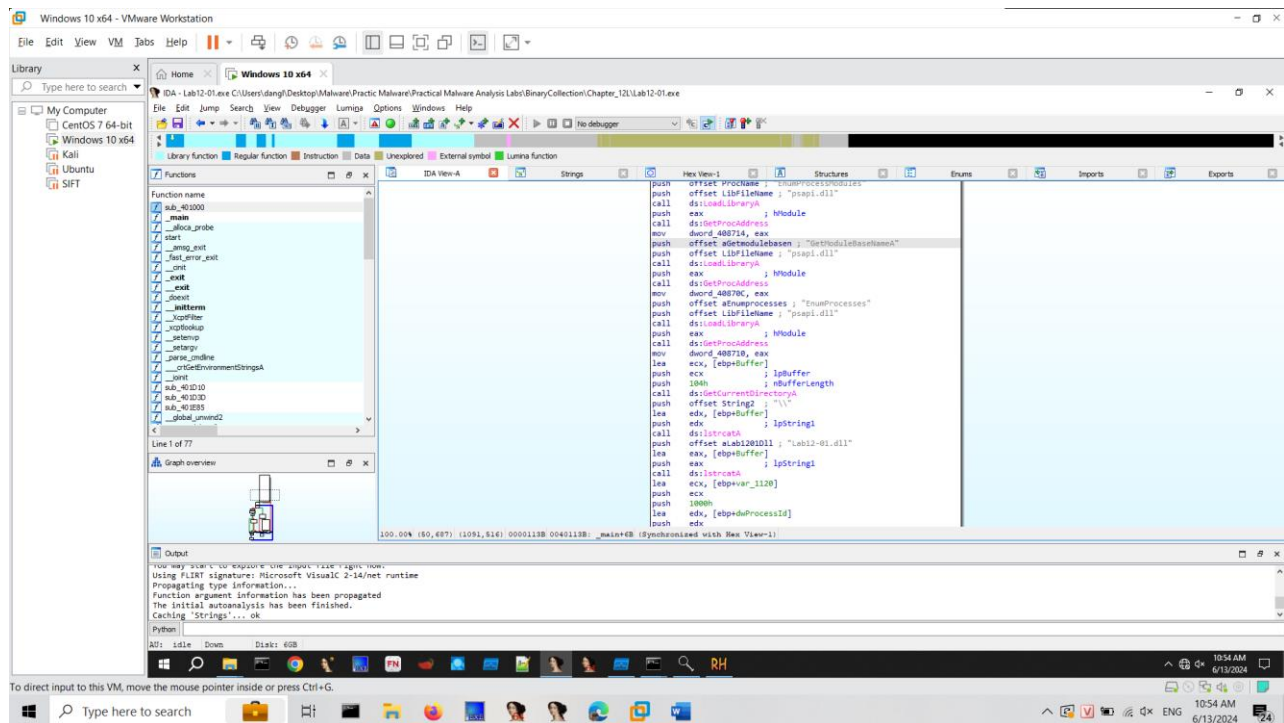 Windows 10 x64 - VMware Workstation
File Edit View VM Tabs Help
Library
Type here to search
My Computer
CentOS 7 64-bit
Windows 10 x64
Kali
Ubuntu
SIFT
Home
Windows 10 x64
IDA - Lab12-01.exe C:\Users\dangl\Desktop\Malware\Practic Malware\Practical Malware Analysis Labs\BinaryCollection\Chapter_12L\Lab12-01.exe
File Edit Jump Search View Debugger Lumina Options Windows Help
No debugger
Library function Regular function Instruction Data Unexplored External symbol Lumina function
Functions
Function name
sub_401000
_main
__alloca_probe
start
__amsg_exit
_fast_error_exit
__cinit
_exit
__exit
_doexit
__initterm
__XcptFilter
_xcptlookup
__setenvp
__setargv
_parse_cmdline
___crtGetEnvironmentStringsA
__ioinit
sub_401D10
sub_401D3D
sub_401E85
__global_unwind2
Line 1 of 77
Graph overview
IDA View-A Strings Hex View-1 Structures Enums Imports Exports
push offset ProcName ; "EnumProcessModules"
push offset LibFileName ; "psapi.dll"
call ds:LoadLibraryA
push eax ; hModule
call ds:GetProcAddress
mov dword_408714, eax
push offset aGetmodulebasen ; "GetModuleBaseNameA"
push offset LibFileName ; "psapi.dll"
call ds:LoadLibraryA
push eax ; hModule
call ds:GetProcAddress
mov dword_40870C, eax
push offset aEnumprocesses ; "EnumProcesses"
push offset LibFileName ; "psapi.dll"
call ds:LoadLibraryA
push eax ; hModule
call ds:GetProcAddress
mov dword_408710, eax
lea ecx, [ebp+Buffer]
push ecx ; lpBuffer
push 104h ; nBufferLength
call ds:GetCurrentDirectoryA
push offset String2 ; "\\"
lea edx, [ebp+Buffer]
push edx ; lpString1
call ds:lstrcatA
push offset aLab1201Dll ; "Lab12-01.dll"
lea eax, [ebp+Buffer]
push eax ; lpString1
call ds:lstrcatA
lea ecx, [ebp+var_1120]
push ecx
push 1000h
lea edx, [ebp+dwProcessId]
push edx
100.00% (50,687) (1091,516) 0000113B 0040113B: _main+6B (Synchronized with Hex View-1)
Output
You may start to explore the input file right now.
Using FLIRT signature: Microsoft VisualC 2-14/net runtime
Propagating type information...
Function argument information has been propagated
The initial autoanalysis has been finished.
Caching 'Strings'... ok
Python
AU: idle Down Disk: 6GB
FN
RH
10:54 AM
6/13/2024
To direct input to this VM, move the mouse pointer inside or press Ctrl+G.
Type here to search
ENG
10:54 AM
6/13/2024